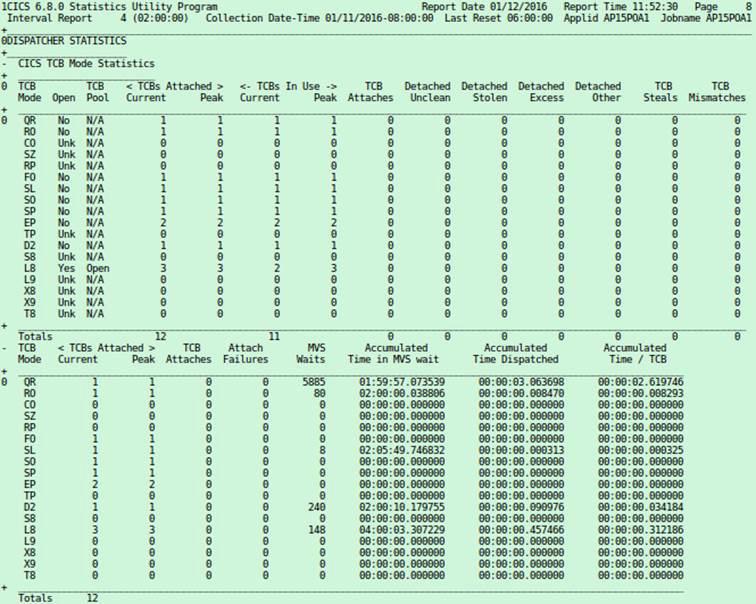 1CICS 6.8.0 Statistics Utility Program Report Date 01/12/2016 Report Time 11:52:30 Page 8
Interval Report 4 (02:00:00) Collection Date-Time 01/11/2016-08:00:00 Last Reset 06:00:00 Applid AP15POA1 Jobname AP15POA1
+
0DISPATCHER STATISTICS
+
- CICS TCB Mode Statistics
+
0 TCB TCB < TCBs Attached > <- TCBs In Use -> TCB Detached Detached Detached Detached TCB TCB
Mode Open Pool Current Peak Current Peak Attaches Unclean Stolen Excess Other Steals Mismatches
+
0 QR No N/A 1 1 1 1 0 0 0 0 0 0 0
RO No N/A 1 1 1 1 0 0 0 0 0 0 0
CO Unk N/A 0 0 0 0 0 0 0 0 0 0 0
SZ Unk N/A 0 0 0 0 0 0 0 0 0 0 0
RP Unk N/A 0 0 0 0 0 0 0 0 0 0 0
FO No N/A 1 1 1 1 0 0 0 0 0 0 0
SL No N/A 1 1 1 1 0 0 0 0 0 0 0
SO No N/A 1 1 1 1 0 0 0 0 0 0 0
SP No N/A 1 1 1 1 0 0 0 0 0 0 0
EP No N/A 2 2 2 2 0 0 0 0 0 0 0
TP Unk N/A 0 0 0 0 0 0 0 0 0 0 0
D2 No N/A 1 1 1 1 0 0 0 0 0 0 0
S8 Unk N/A 0 0 0 0 0 0 0 0 0 0 0
L8 Yes Open 3 3 2 3 0 0 0 0 0 0 0
L9 Unk N/A 0 0 0 0 0 0 0 0 0 0 0
X8 Unk N/A 0 0 0 0 0 0 0 0 0 0 0
X9 Unk N/A 0 0 0 0 0 0 0 0 0 0 0
T8 Unk N/A 0 0 0 0 0 0 0 0 0 0 0
+
Totals 12 11 0 0 0 0 0 0 0
- TCB < TCBs Attached > TCB Attach MVS Accumulated Accumulated Accumulated
Mode Current Peak Attaches Failures Waits Time in MVS wait Time Dispatched Time / TCB
+
0 QR 1 1 0 0 5885 01:59:57.073539 00:00:03.063698 00:00:02.619746
RO 1 1 0 0 80 02:00:00.038806 00:00:00.008470 00:00:00.008293
CO 0 0 0 0 0 00:00:00.000000 00:00:00.000000 00:00:00.000000
SZ 0 0 0 0 0 00:00:00.000000 00:00:00.000000 00:00:00.000000
RP 0 0 0 0 0 00:00:00.000000 00:00:00.000000 00:00:00.000000
FO 1 1 0 0 0 00:00:00.000000 00:00:00.000000 00:00:00.000000
SL 1 1 0 0 8 02:05:49.746832 00:00:00.000313 00:00:00.000325
SO 1 1 0 0 0 00:00:00.000000 00:00:00.000000 00:00:00.000000
SP 1 1 0 0 0 00:00:00.000000 00:00:00.000000 00:00:00.000000
EP 2 2 0 0 0 00:00:00.000000 00:00:00.000000 00:00:00.000000
TP 0 0 0 0 0 00:00:00.000000 00:00:00.000000 00:00:00.000000
D2 1 1 0 0 240 02:00:10.179755 00:00:00.090976 00:00:00.034184
S8 0 0 0 0 0 00:00:00.000000 00:00:00.000000 00:00:00.000000
L8 3 3 0 0 148 04:00:03.307229 00:00:00.457466 00:00:00.312186
L9 0 0 0 0 0 00:00:00.000000 00:00:00.000000 00:00:00.000000
X8 0 0 0 0 0 00:00:00.000000 00:00:00.000000 00:00:00.000000
X9 0 0 0 0 0 00:00:00.000000 00:00:00.000000 00:00:00.000000
T8 0 0 0 0 0 00:00:00.000000 00:00:00.000000 00:00:00.000000
+
Totals 12